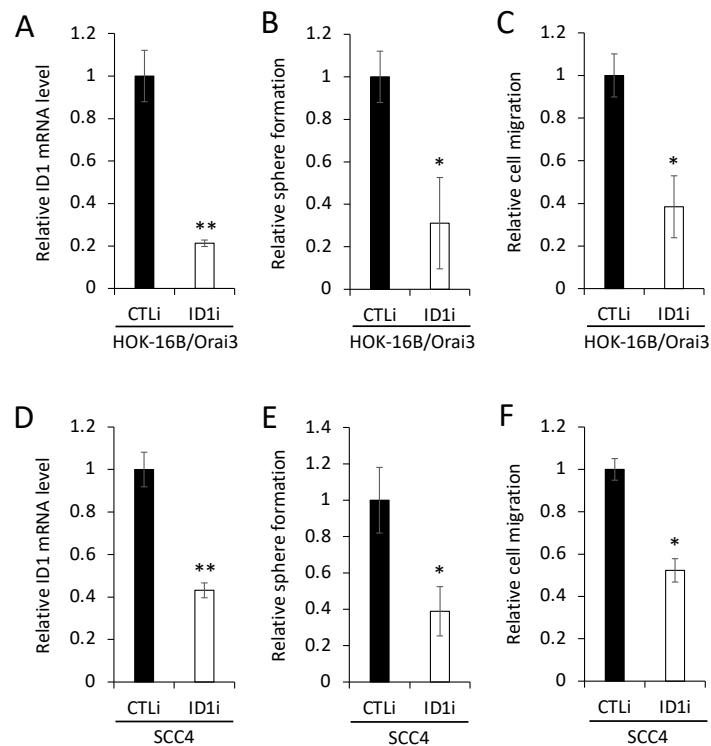 A
Relative ID1 mRNA level
1.2
1
0.8
0.6
0.4
0.2
0
**
CTLi ID1i
HOK-16B/Orai3
B
Relative sphere formation
1.2
1
0.8
0.6
0.4
0.2
0
*
CTLi ID1i
HOK-16B/Orai3
C
Relative cell migration
1.2
1
0.8
0.6
0.4
0.2
0
*
CTLi ID1i
HOK-16B/Orai3
D
Relative ID1 mRNA level
1.2
1
0.8
0.6
0.4
0.2
0
**
CTLi ID1i
SCC4
E
Relative sphere formation
1.4
1.2
1
0.8
0.6
0.4
0.2
0
*
CTLi ID1i
SCC4
F
Relative cell migration
1.2
1
0.8
0.6
0.4
0.2
0
*
CTLi ID1i
SCC4